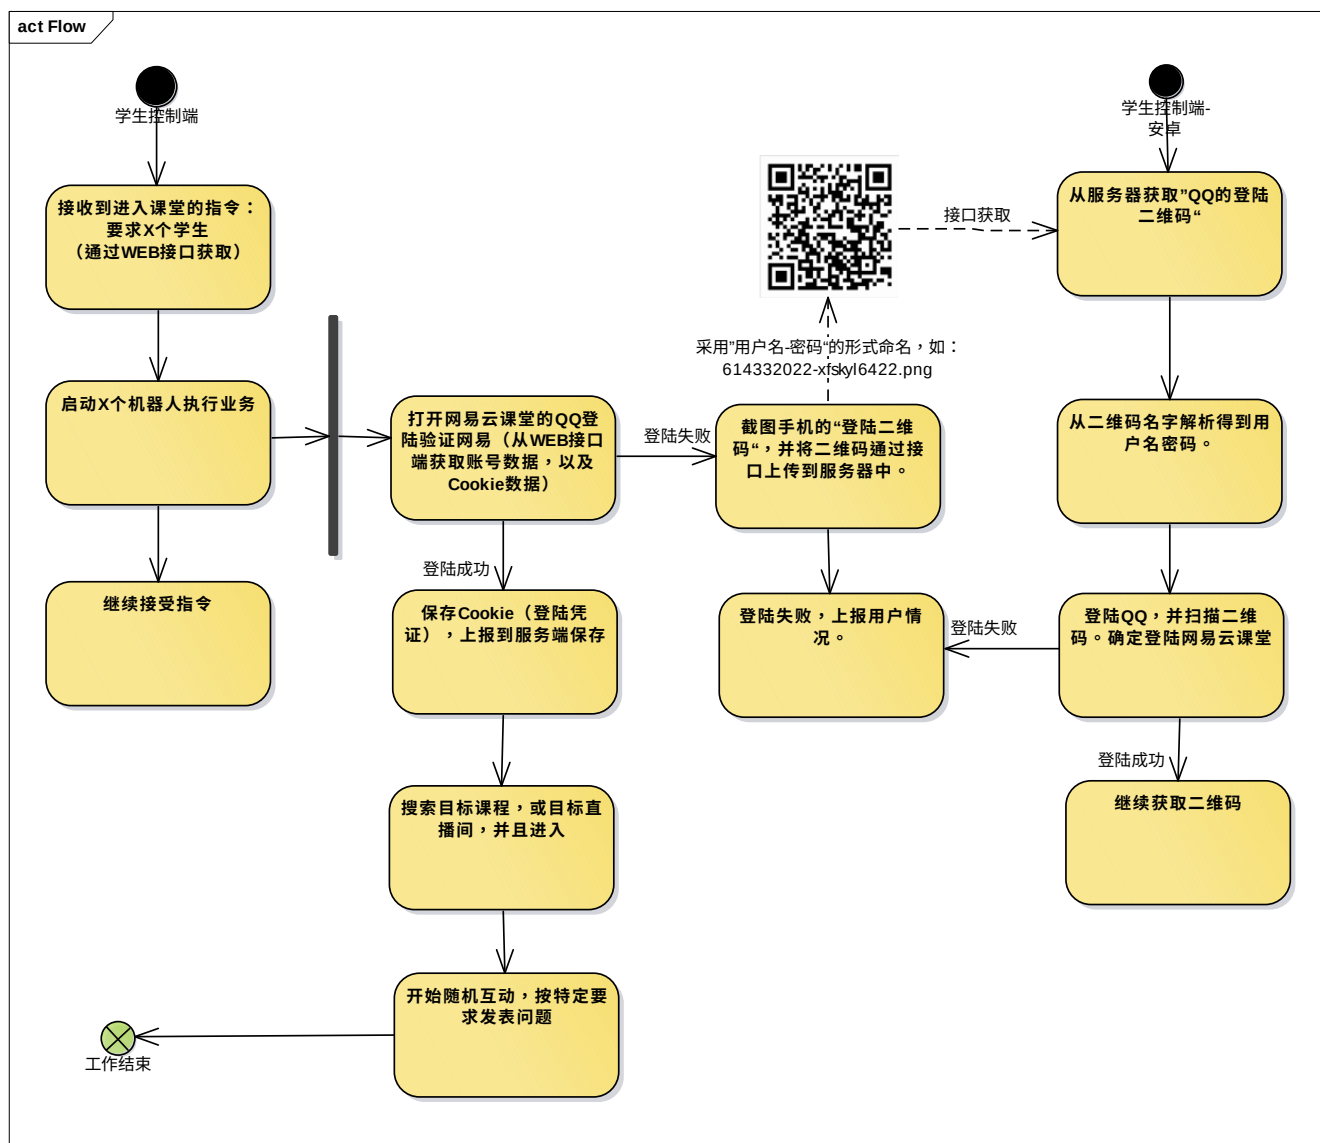 act Flow
学生控制端
接收到进入课堂的指令：
要求X个学生
（通过WEB接口获取）
启动X个机器人执行业务
继续接受指令
打开网易云课堂的QQ登
陆验证网易（从WEB接口
端获取账号数据，以及
Cookie数据）
登陆失败
登陆成功
保存Cookie（登陆凭
证），上报到服务端保存
搜索目标课程，或目标直
播间，并且进入
开始随机互动，按特定要
求发表问题
工作结束
采用”用户名-密码“的形式命名，如：
614332022-xfskyl6422.png
截图手机的“登陆二维
码“，并将二维码通过接
口上传到服务器中。
登陆失败，上报用户情
况。
接口获取
学生控制端-
安卓
从服务器获取”QQ的登陆
二维码“
从二维码名字解析得到用
户名密码。
登陆QQ，并扫描二维
码。确定登陆网易云课堂
登陆失败
登陆成功
继续获取二维码